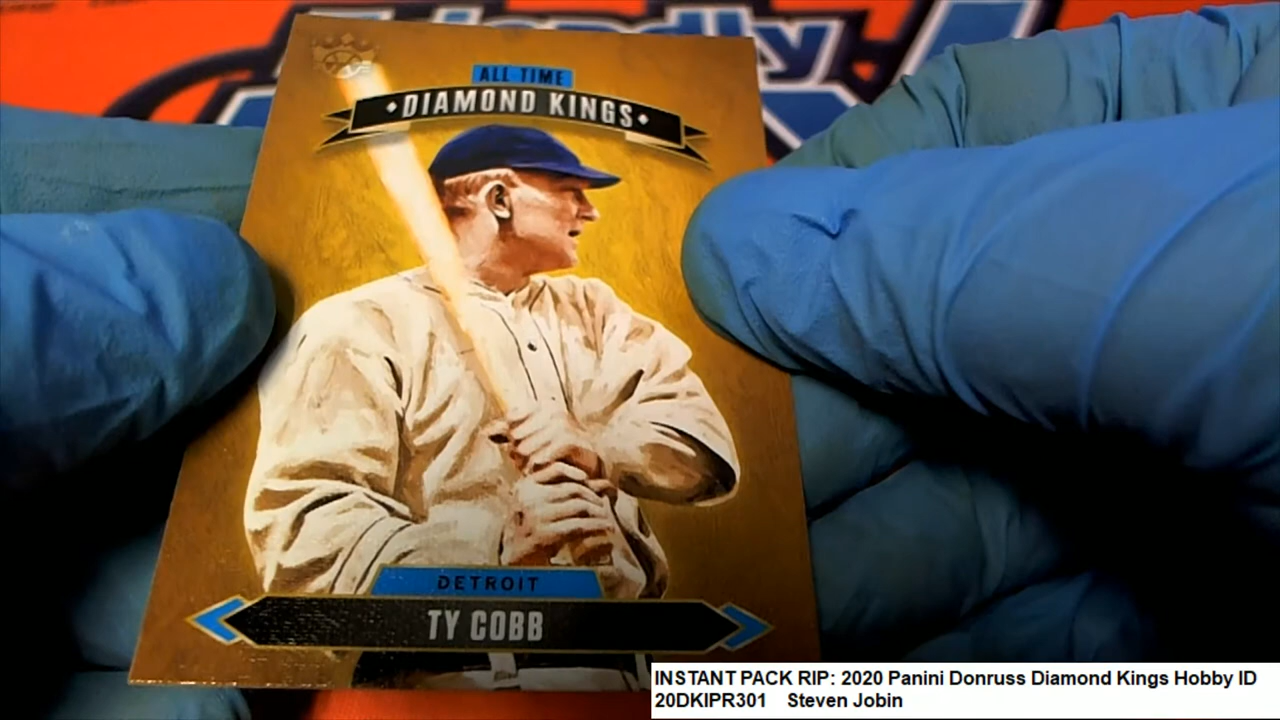 ALL-TIME
DIAMOND KINGS
DETROIT
TY COBB
INSTANT PACK RIP: 2020 Panini Donruss Diamond Kings Hobby ID
20DKIPR301 Steven Jobin